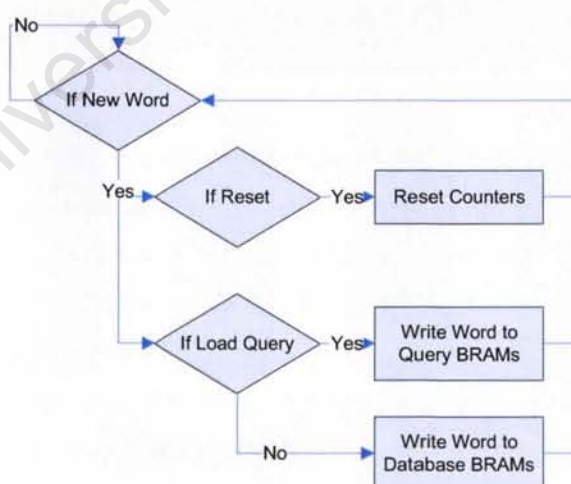 No
If New Word
Yes
If Reset
Yes
Reset Counters
If Load Query
Yes
Write Word to
Query BRAMs
No
Write Word to
Database BRAMs